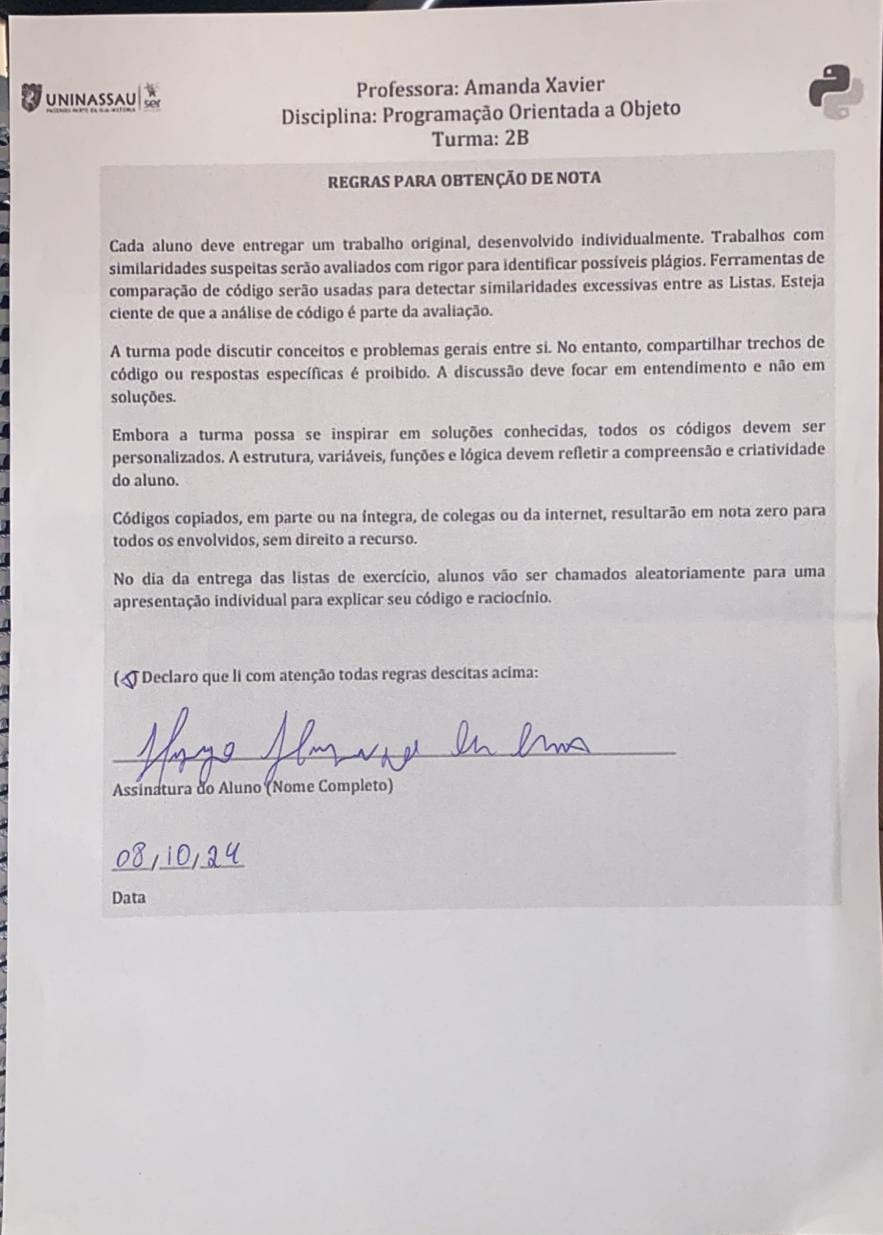 UNINASSAU
ser
Professora: Amanda Xavier
Disciplina: Programação Orientada a Objeto
Turma: 2B
REGRAS PARA OBTENÇÃO DE NOTA
Cada aluno deve entregar um trabalho original, desenvolvido individualmente. Trabalhos com
similaridades suspeitas serão avaliados com rigor para identificar possíveis plágios. Ferramentas de
comparação de código serão usadas para detectar similaridades excessivas entre as Listas. Esteja
ciente de que a análise de código é parte da avaliação.
A turma pode discutir conceitos e problemas gerais entre si. No entanto, compartilhar trechos de
código ou respostas específicas é proibido. A discussão deve focar em entendimento e não em
soluções.
Embora a turma possa se inspirar em soluções conhecidas, todos os códigos devem ser
personalizados. A estrutura, variáveis, funções e lógica devem refletir a compreensão e criatividade
do aluno.
Códigos copiados, em parte ou na íntegra, de colegas ou da internet, resultarão em nota zero para
todos os envolvidos, sem direito a recurso.
No dia da entrega das listas de exercício, alunos vão ser chamados aleatoriamente para uma
apresentação individual para explicar seu código e raciocínio.
( ) Declaro que li com atenção todas regras descitas acima:
Assinatura do Aluno (Nome Completo)
08/10/24
Data